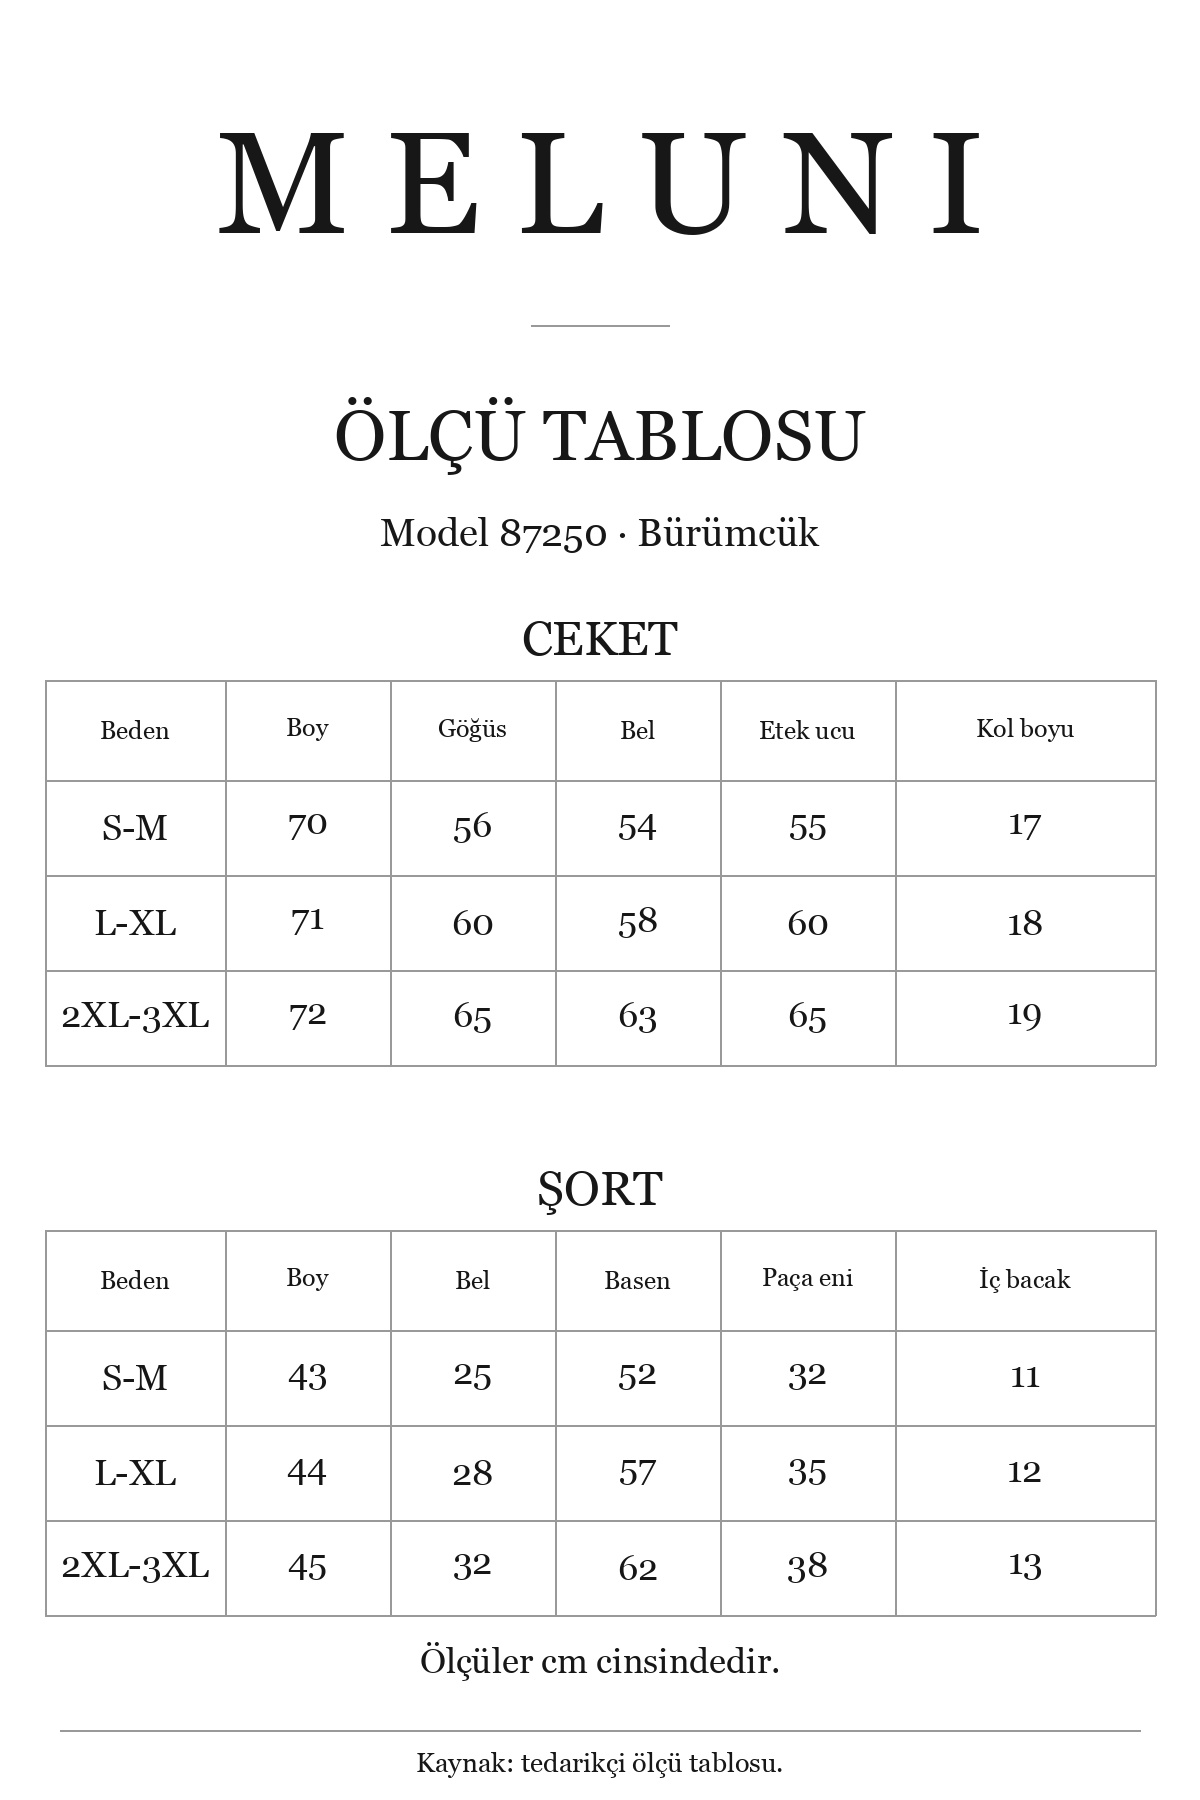 MELUNI
ÖLÇÜ TABLOSU
Model 87250 · Bürümcük
CEKET
Beden Boy Göğüs Bel Etek ucu Kol boyu
S-M 70 56 54 55 17
L-XL 71 60 58 60 18
2XL-3XL 72 65 63 65 19
ŞORT
Beden Boy Bel Basen Paça eni İç bacak
S-M 43 25 52 32 11
L-XL 44 28 57 35 12
2XL-3XL 45 32 62 38 13
Ölçüler cm cinsindedir.
Kaynak: tedarikçi ölçü tablosu.